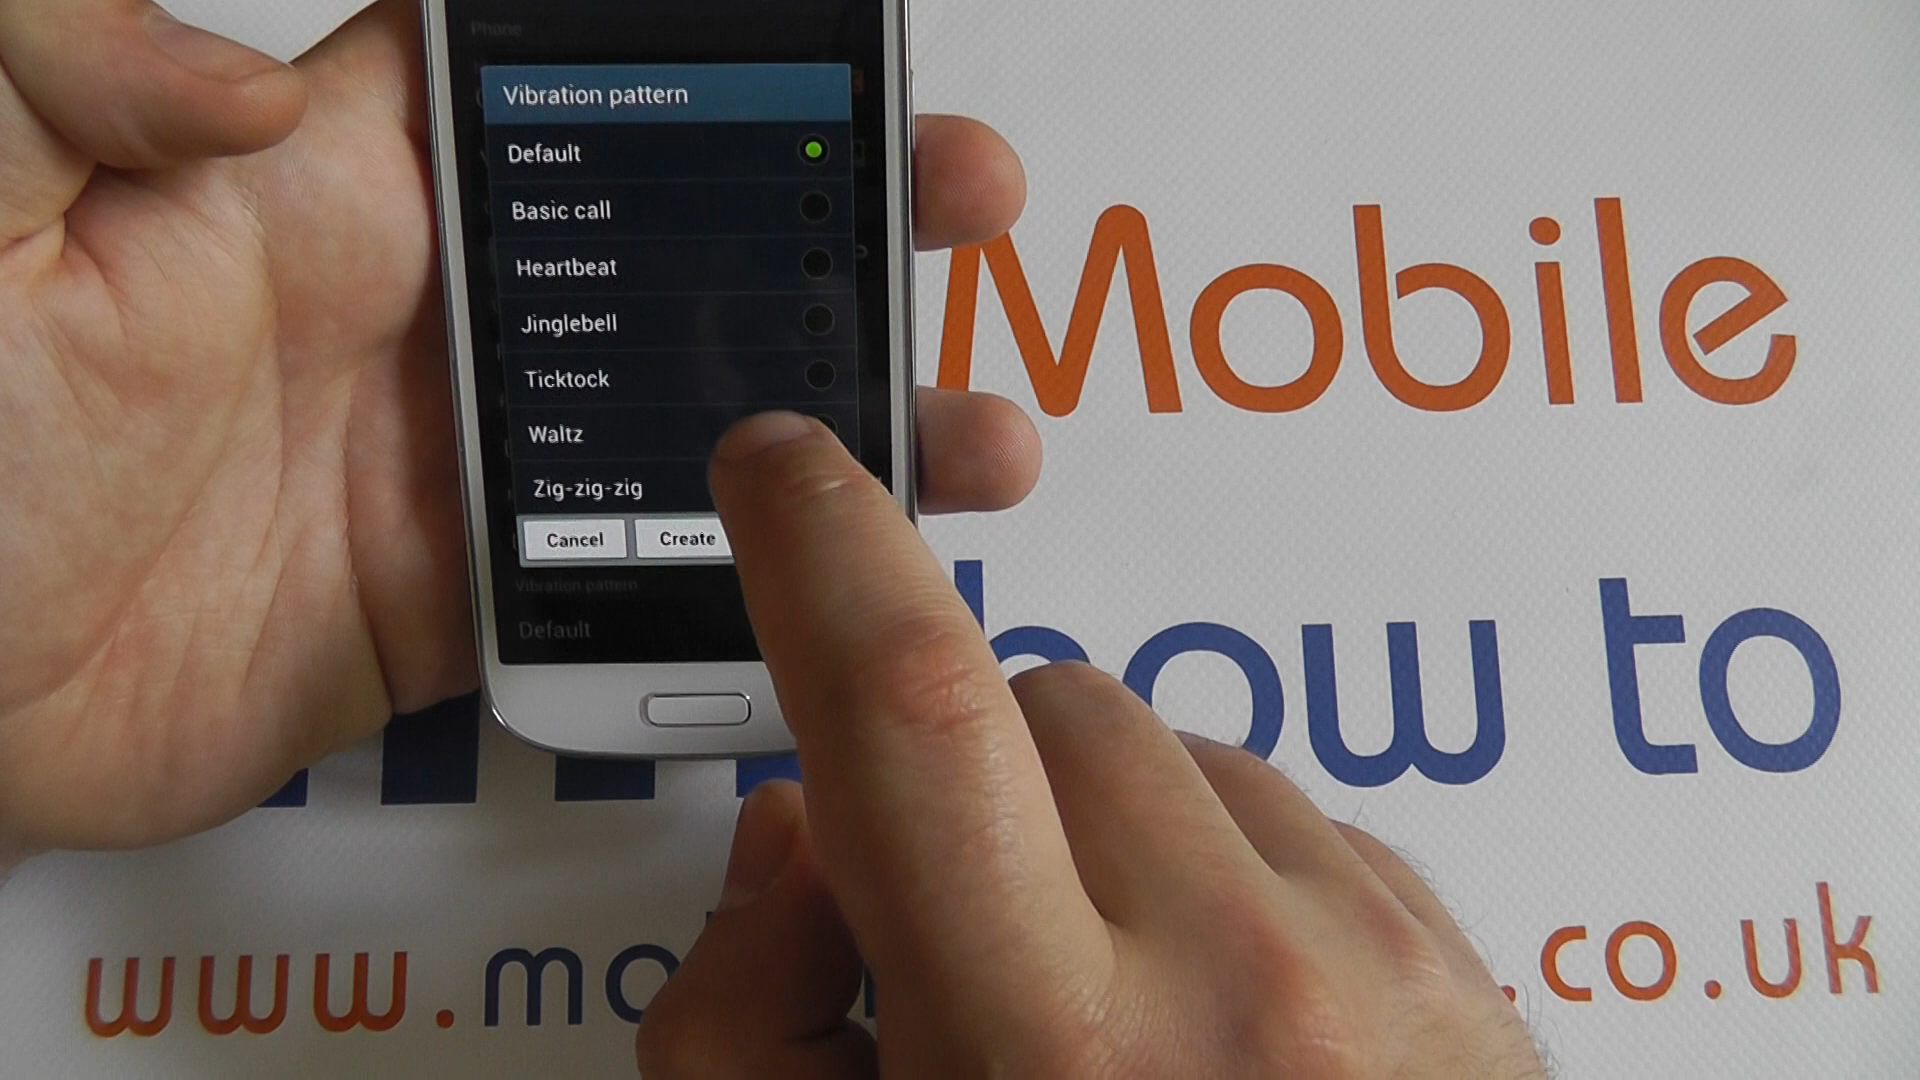 Phone
Vibration pattern
Default
Basic call
Heartbeat
Jinglebell
Ticktock
Waltz
Zig-zig-zig
Cancel Create
Vibration pattern
Default
Mobile
how to
www.mo .co.uk